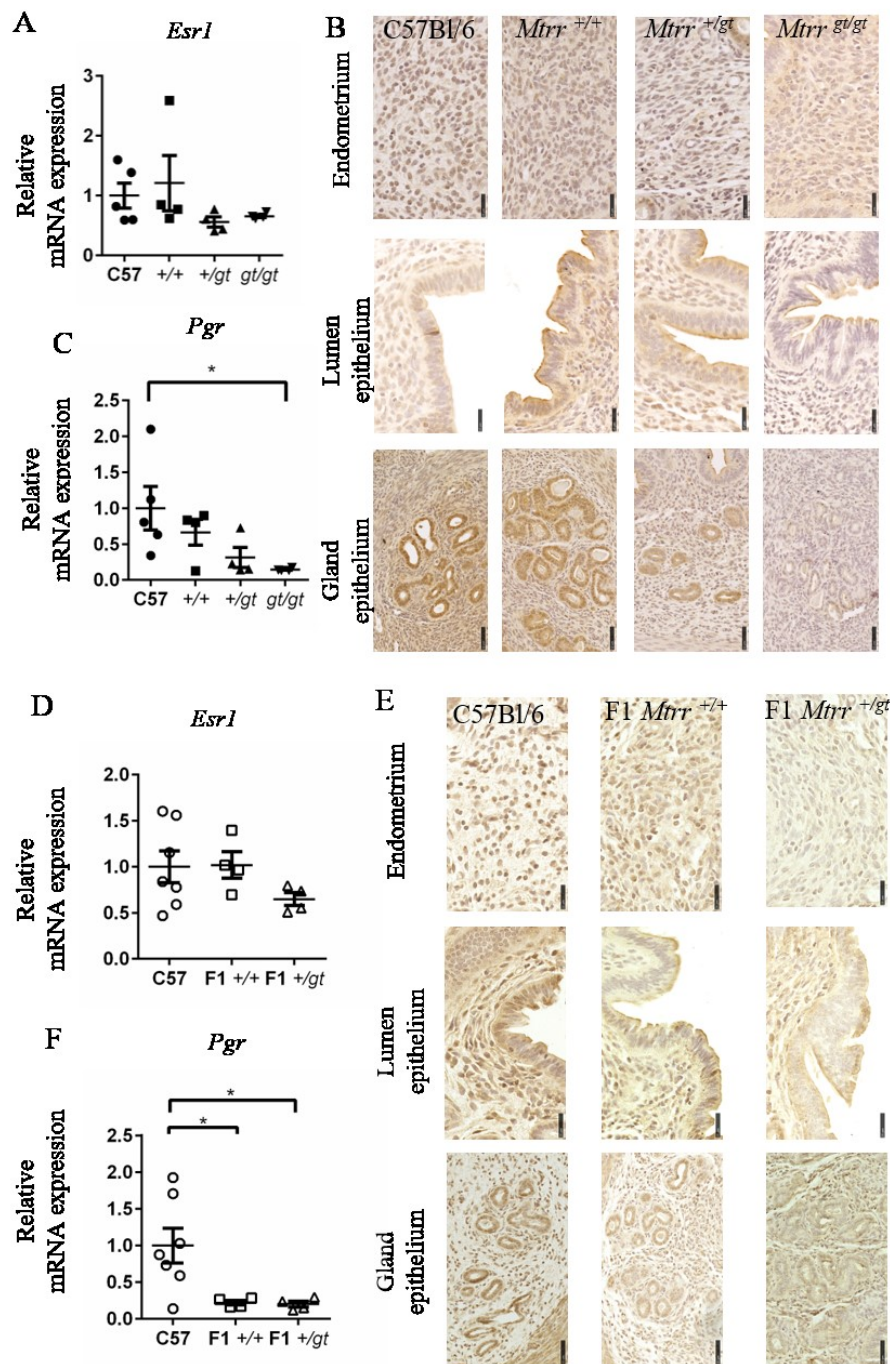 A
Esr1
Relative
mRNA expression
3
2
1
0
C57 +/+ +/gt gt/gt
B
C57Bl/6 Mtrr +/+ Mtrr +/gt Mtrr gt/gt
Endometrium
Lumen
epithelium
Gland
epithelium
C
Pgr
*
Relative
mRNA expression
2.5
2.0
1.5
1.0
0.5
0.0
C57 +/+ +/gt gt/gt
D
Esr1
Relative
mRNA expression
2.0
1.5
1.0
0.5
0.0
C57 F1 +/+ F1 +/gt
E
C57Bl/6 F1 Mtrr +/+ F1 Mtrr +/gt
Endometrium
Lumen
epithelium
Gland
epithelium
F
Pgr
*
*
Relative
mRNA expression
2.5
2.0
1.5
1.0
0.5
0.0
C57 F1 +/+ F1 +/gt